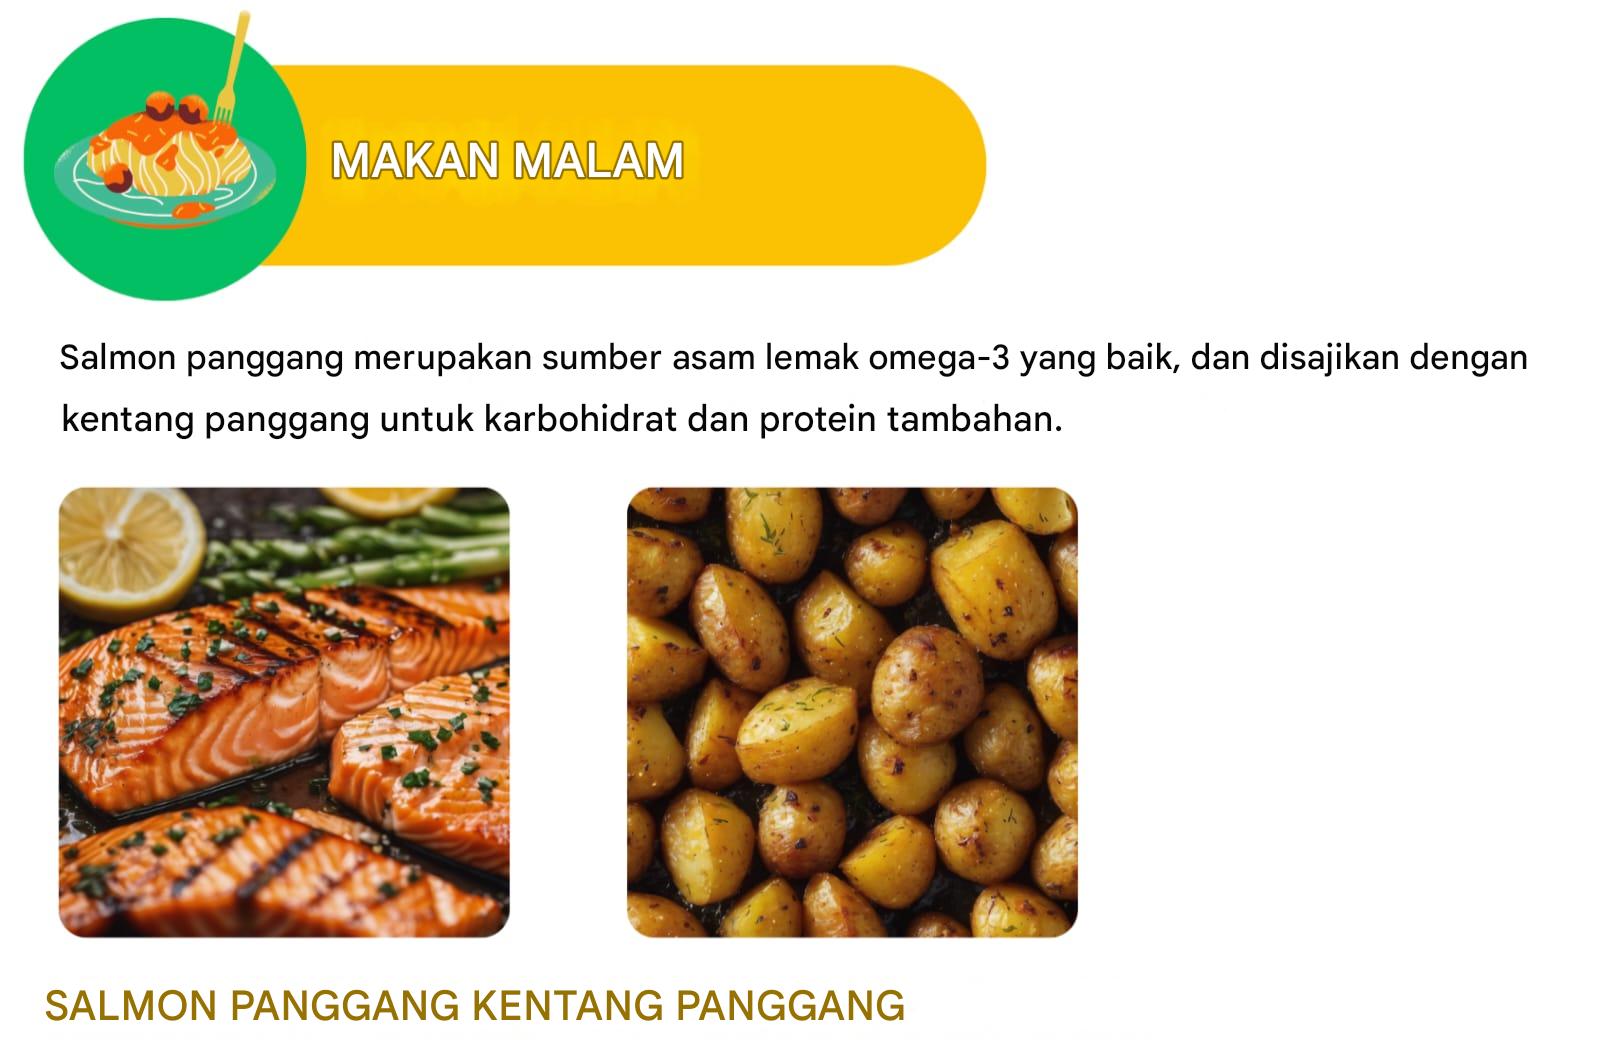 MAKAN MALAM
Salmon panggang merupakan sumber asam lemak omega-3 yang baik, dan disajikan dengan
kentang panggang untuk karbohidrat dan protein tambahan.
SALMON PANGGANG KENTANG PANGGANG